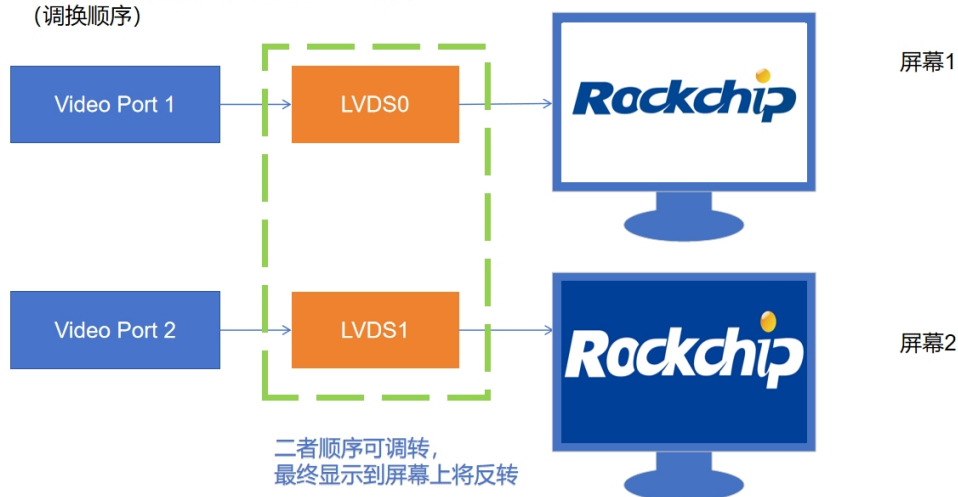 (调换顺序)
Video Port 1
LVDS0
Rockchip
屏幕1
Video Port 2
LVDS1
Rockchip
屏幕2
二者顺序可调转,
最终显示到屏幕上将反转